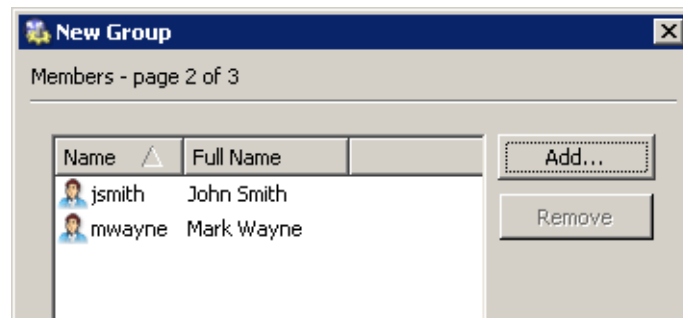 New Group
Members - page 2 of 3
Name Full Name
Add...
jsmith John Smith
Remove
mwayne Mark Wayne